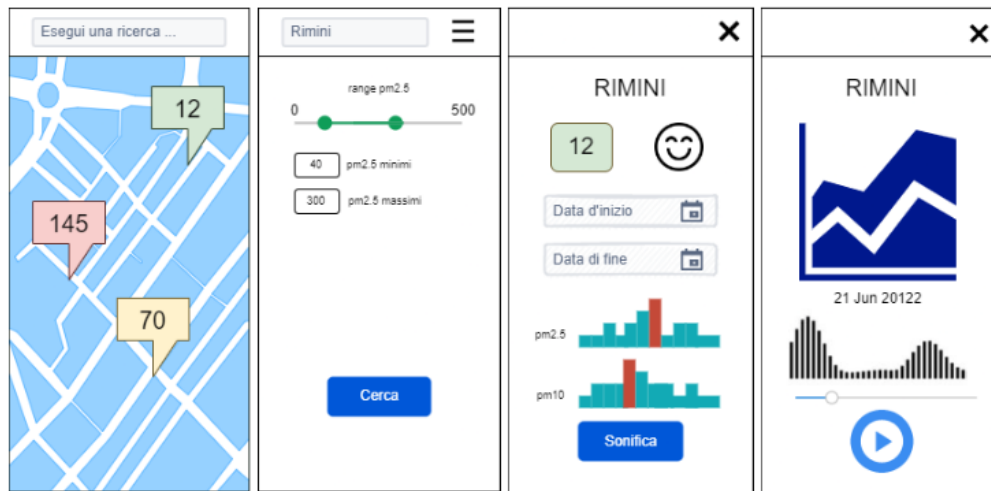 Esegui una ricerca ...
12
145
70
Rimini
range pm2.5
0 500
40 pm2.5 minimi
300 pm2.5 massimi
Cerca
RIMINI
12
Data d'inizio
Data di fine
pm2.5
pm10
Sonifica
RIMINI
21 Jun 20122